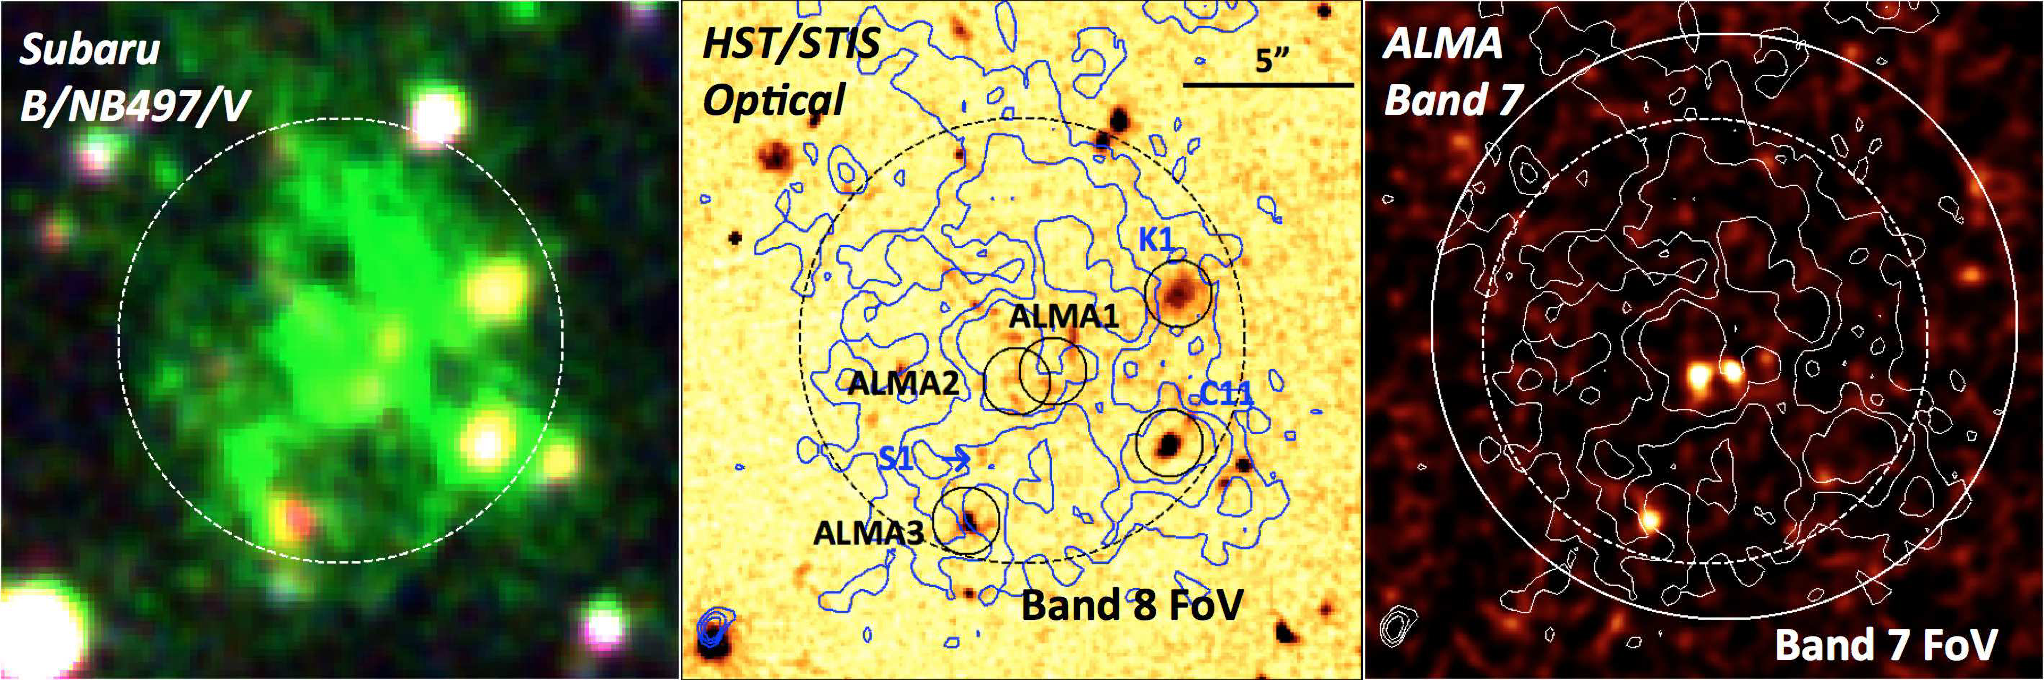 Subaru
B/NB497/V
HST/STIS
Optical
5”
K1
ALMA1
ALMA2
C11
S1
ALMA3
Band 8 FoV
ALMA
Band 7
Band 7 FoV